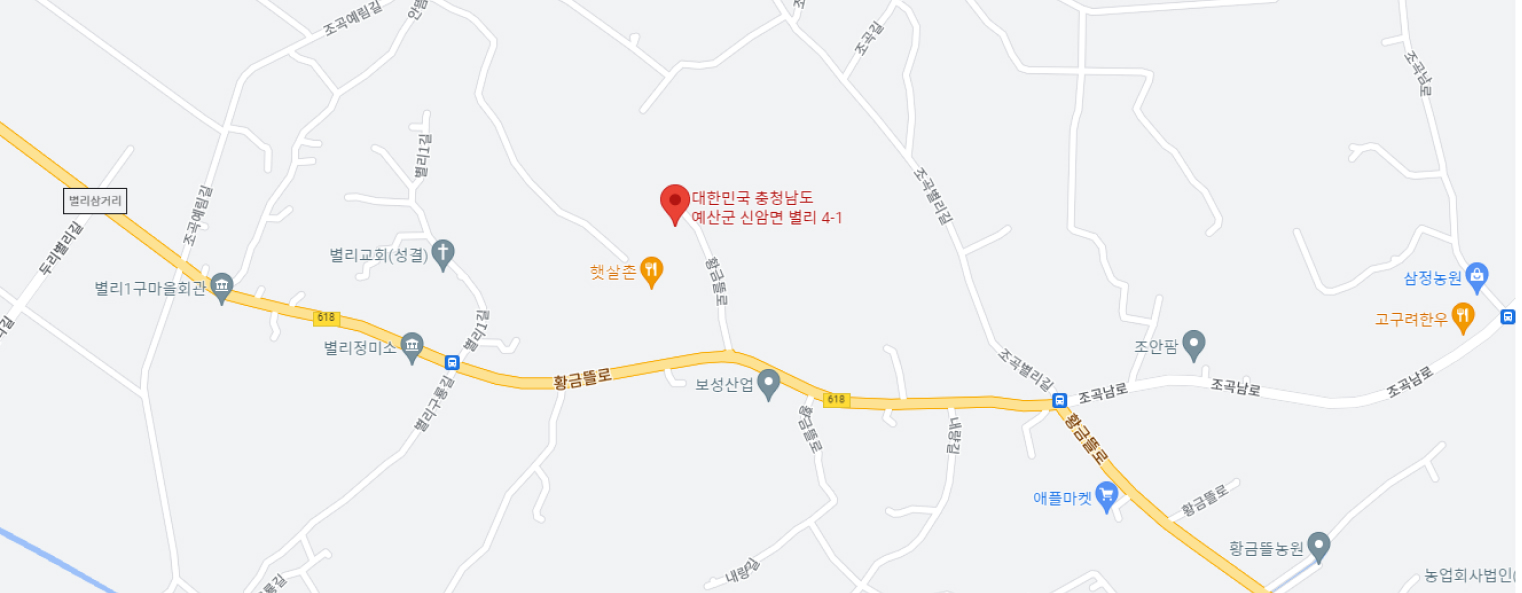 조곡예림길
조곡길
조곡남로
별리1길
별리삼거리
조곡예림길
두리별리길
조곡별리길
대한민국 충청남도
예산군 신암면 별리 4-1
별리교회(성결)
햇살촌
황금뜰로
별리1구마을회관
618
별리정미소
별리1길
황금뜰로
보성산업
618
별리구룡길
황금뜰로
내량길
조곡별리길
조곡남로
조곡남로
조곡남로
조안팜
삼정농원
고구려한우
황금뜰로
애플마켓
황금뜰로
황금뜰농원
내량길
농업회사법인(